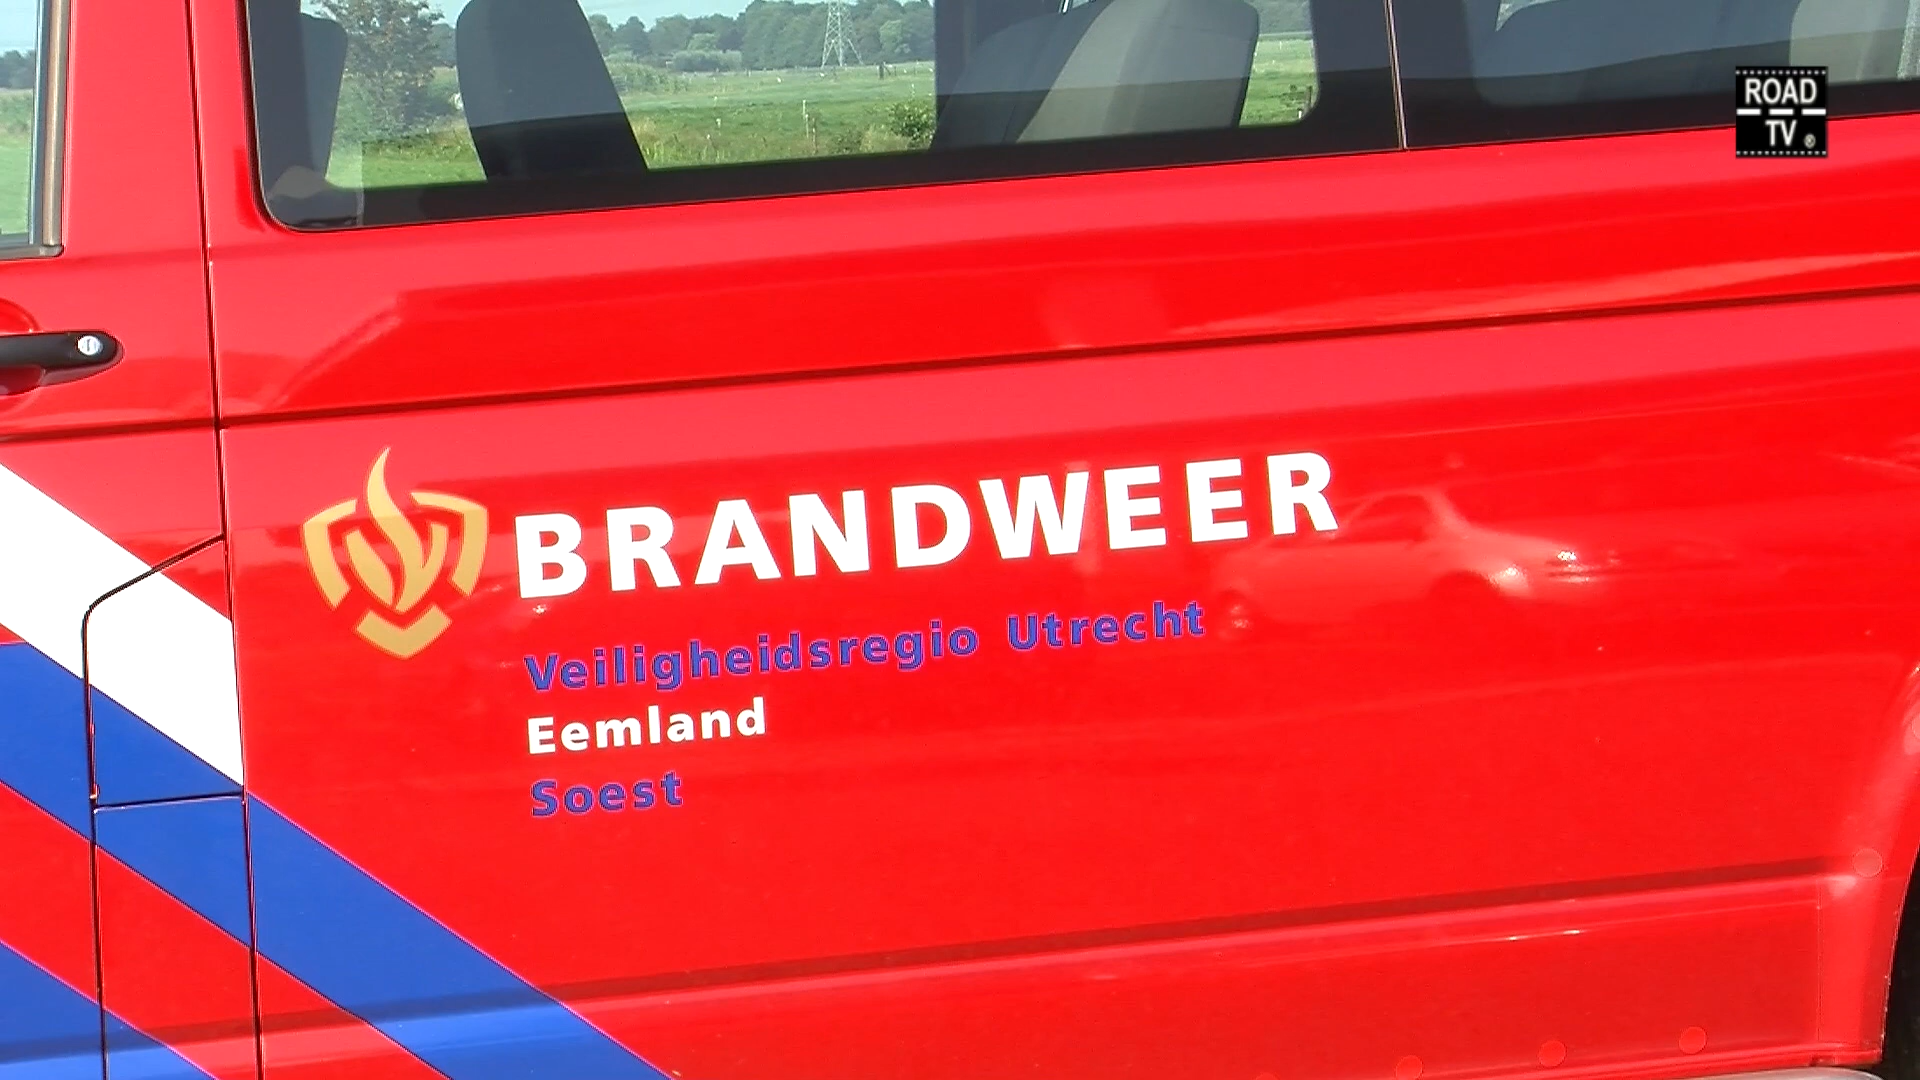 ROAD
TV ®
BRANDWEER
Veiligheidsregio Utrecht
Eemland
Soest